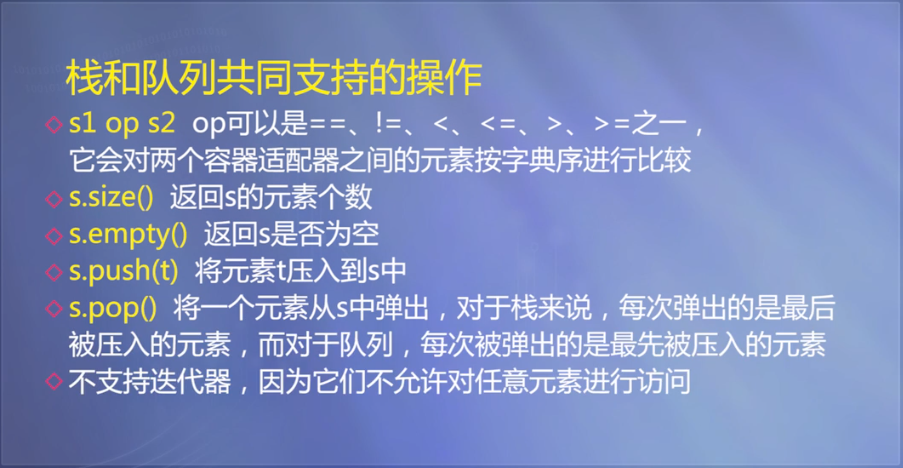 栈和队列共同支持的操作
s1 op s2 op可以是==、!=、<、<=、>、>=之一，
它会对两个容器适配器之间的元素按字典序进行比较
s.size() 返回s的元素个数
s.empty() 返回s是否为空
s.push(t) 将元素t压入到s中
s.pop() 将一个元素从s中弹出，对于栈来说，每次弹出的是最后
被压入的元素，而对于队列，每次被弹出的是最先被压入的元素
不支持迭代器，因为它们不允许对任意元素进行访问